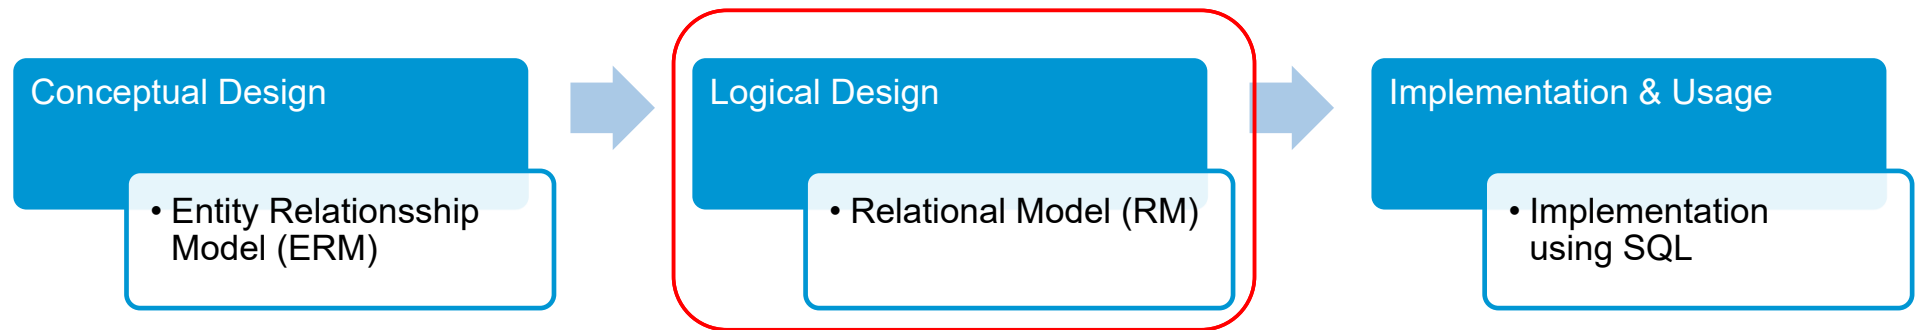 Conceptual Design
• Entity Relationsship
Model (ERM)
Logical Design
• Relational Model (RM)
Implementation & Usage
• Implementation
using SQL